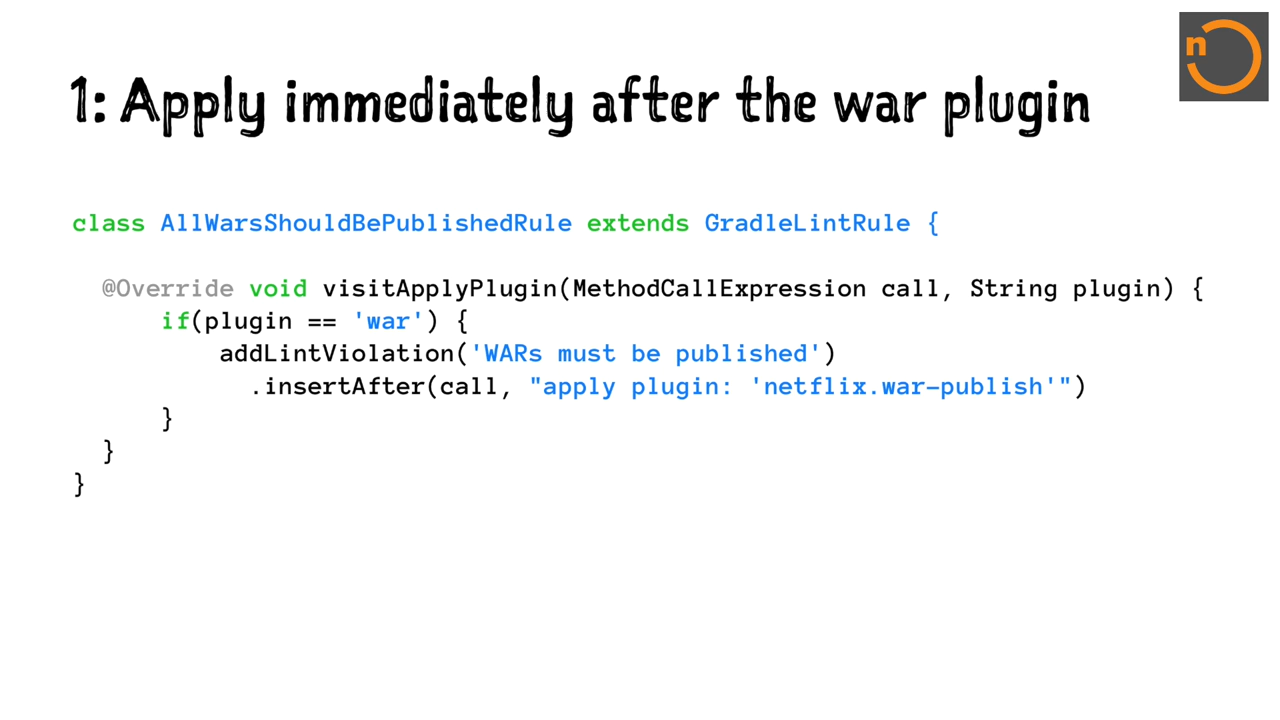 n
1: Apply immediately after the war plugin
class AllWarsShouldBePublishedRule extends GradleLintRule {
@Override void visitApplyPlugin(MethodCallExpression call, String plugin) {
if(plugin == 'war') {
addLintViolation('WARs must be published')
.insertAfter(call, "apply plugin: 'netflix.war-publish'")
}
}
}